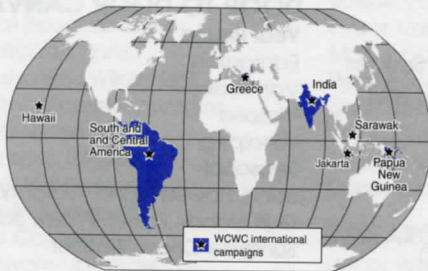 India
Greece
Hawaii
South and
and Central
America
Sarawak
Jakarta
Papua
New
Guinea
WCWC international
campaigns